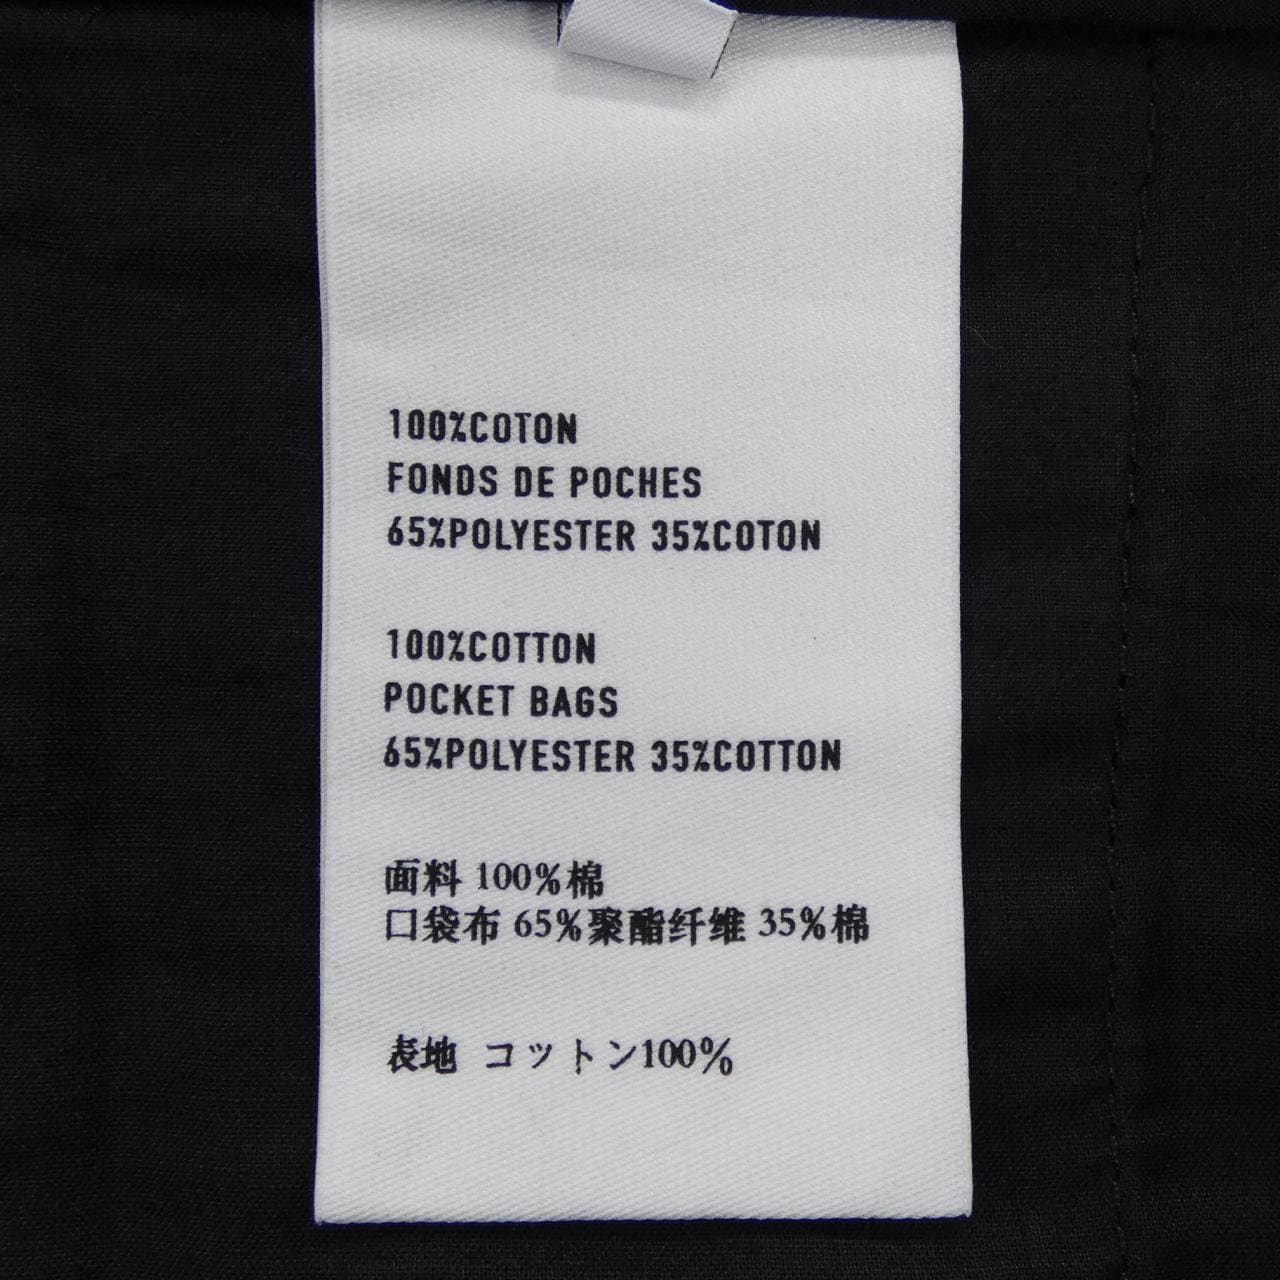 100%COTON
FONDS DE POCHES
65%POLYESTER 35%COTON
100%COTTON
POCKET BAGS
65%POLYESTER 35%COTTON
面料 100%棉
口袋布 65%聚酯纤维 35%棉
表地 コットン100%